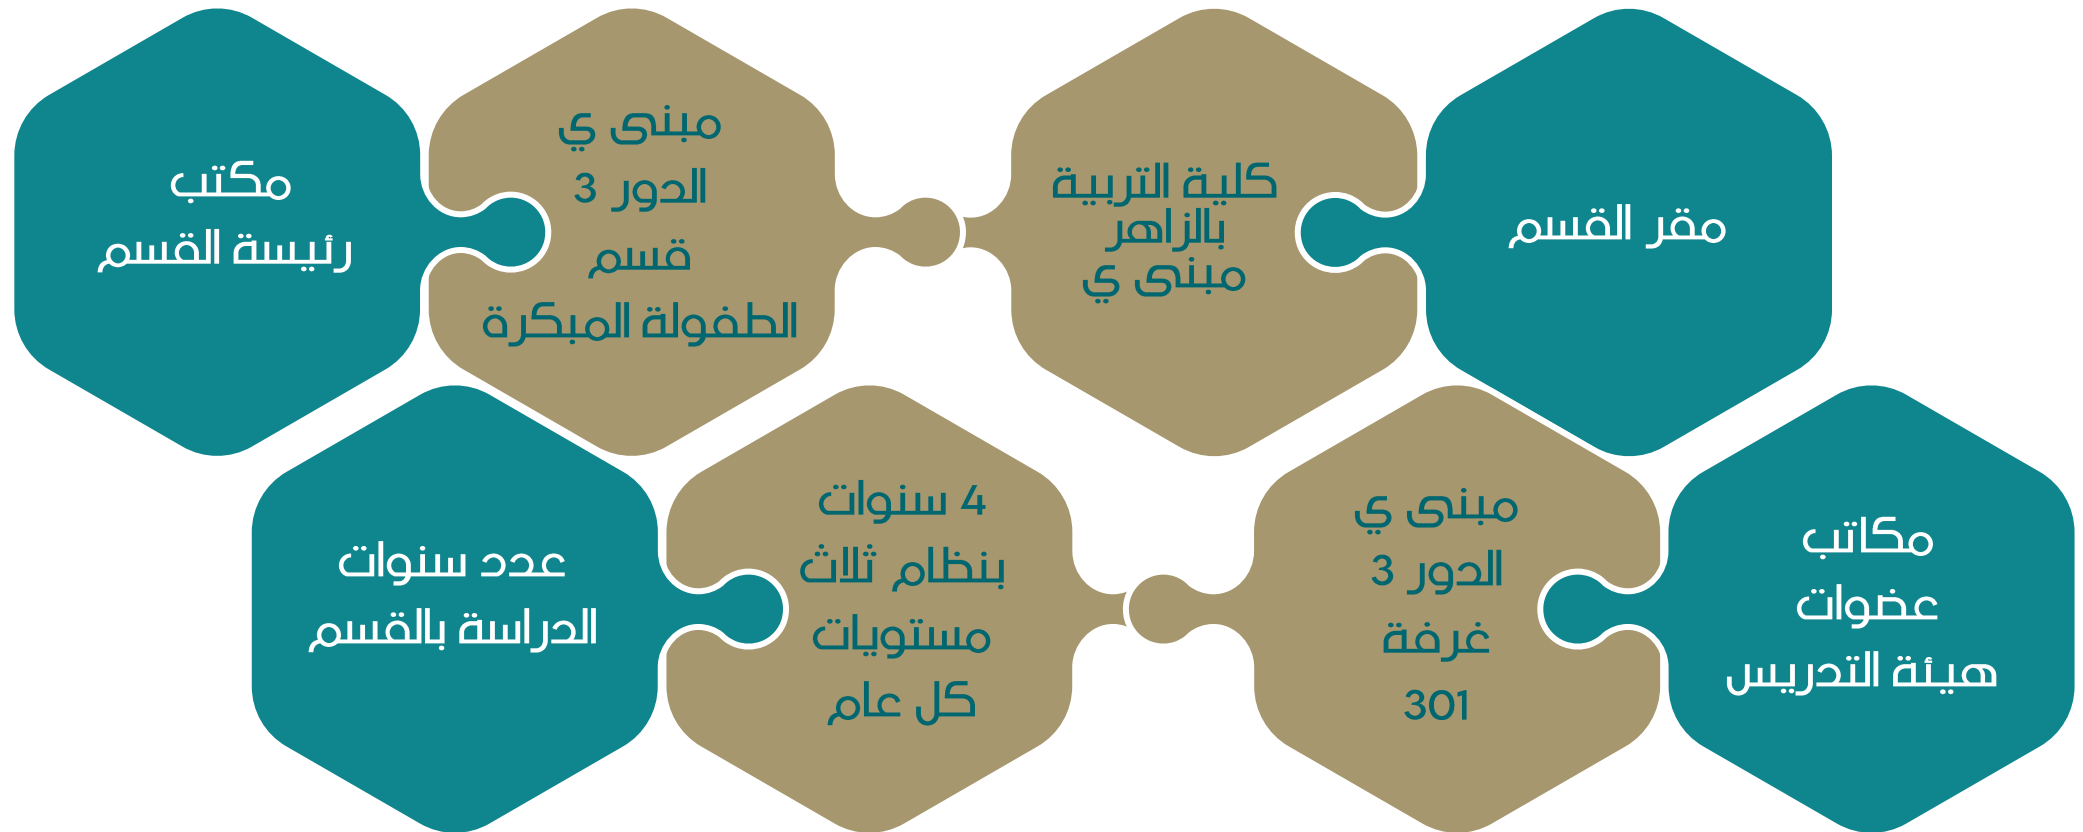 مقر القسم
كلية التربية
بالزاهر
مبنى ي
مبنى ي
الدور 3
قسم
الطفولة المبكرة
مكتب
رئيسة القسم
مكاتب
عضوات
هيئة التدريس
مبنى ي
الدور 3
غرفة
301
4 سنوات
بنظام ثلاث
مستويات
كل عام
عدد سنوات
الدراسة بالقسم